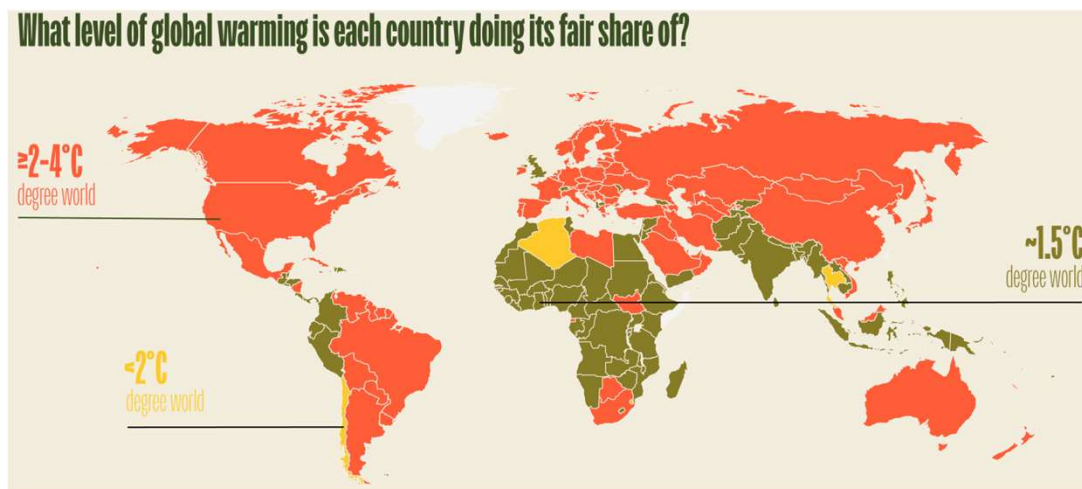 What level of global warming is each country doing its fair share of?
≥2-4°C
degree world
~1.5°C
degree world
<2°C
degree world